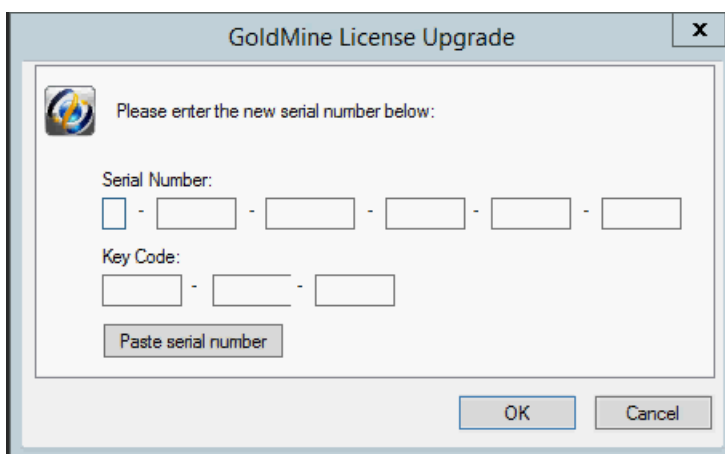 GoldMine License Upgrade
x
Please enter the new serial number below:
Serial Number:
- - - - -
Key Code:
- -
Paste serial number
OK Cancel